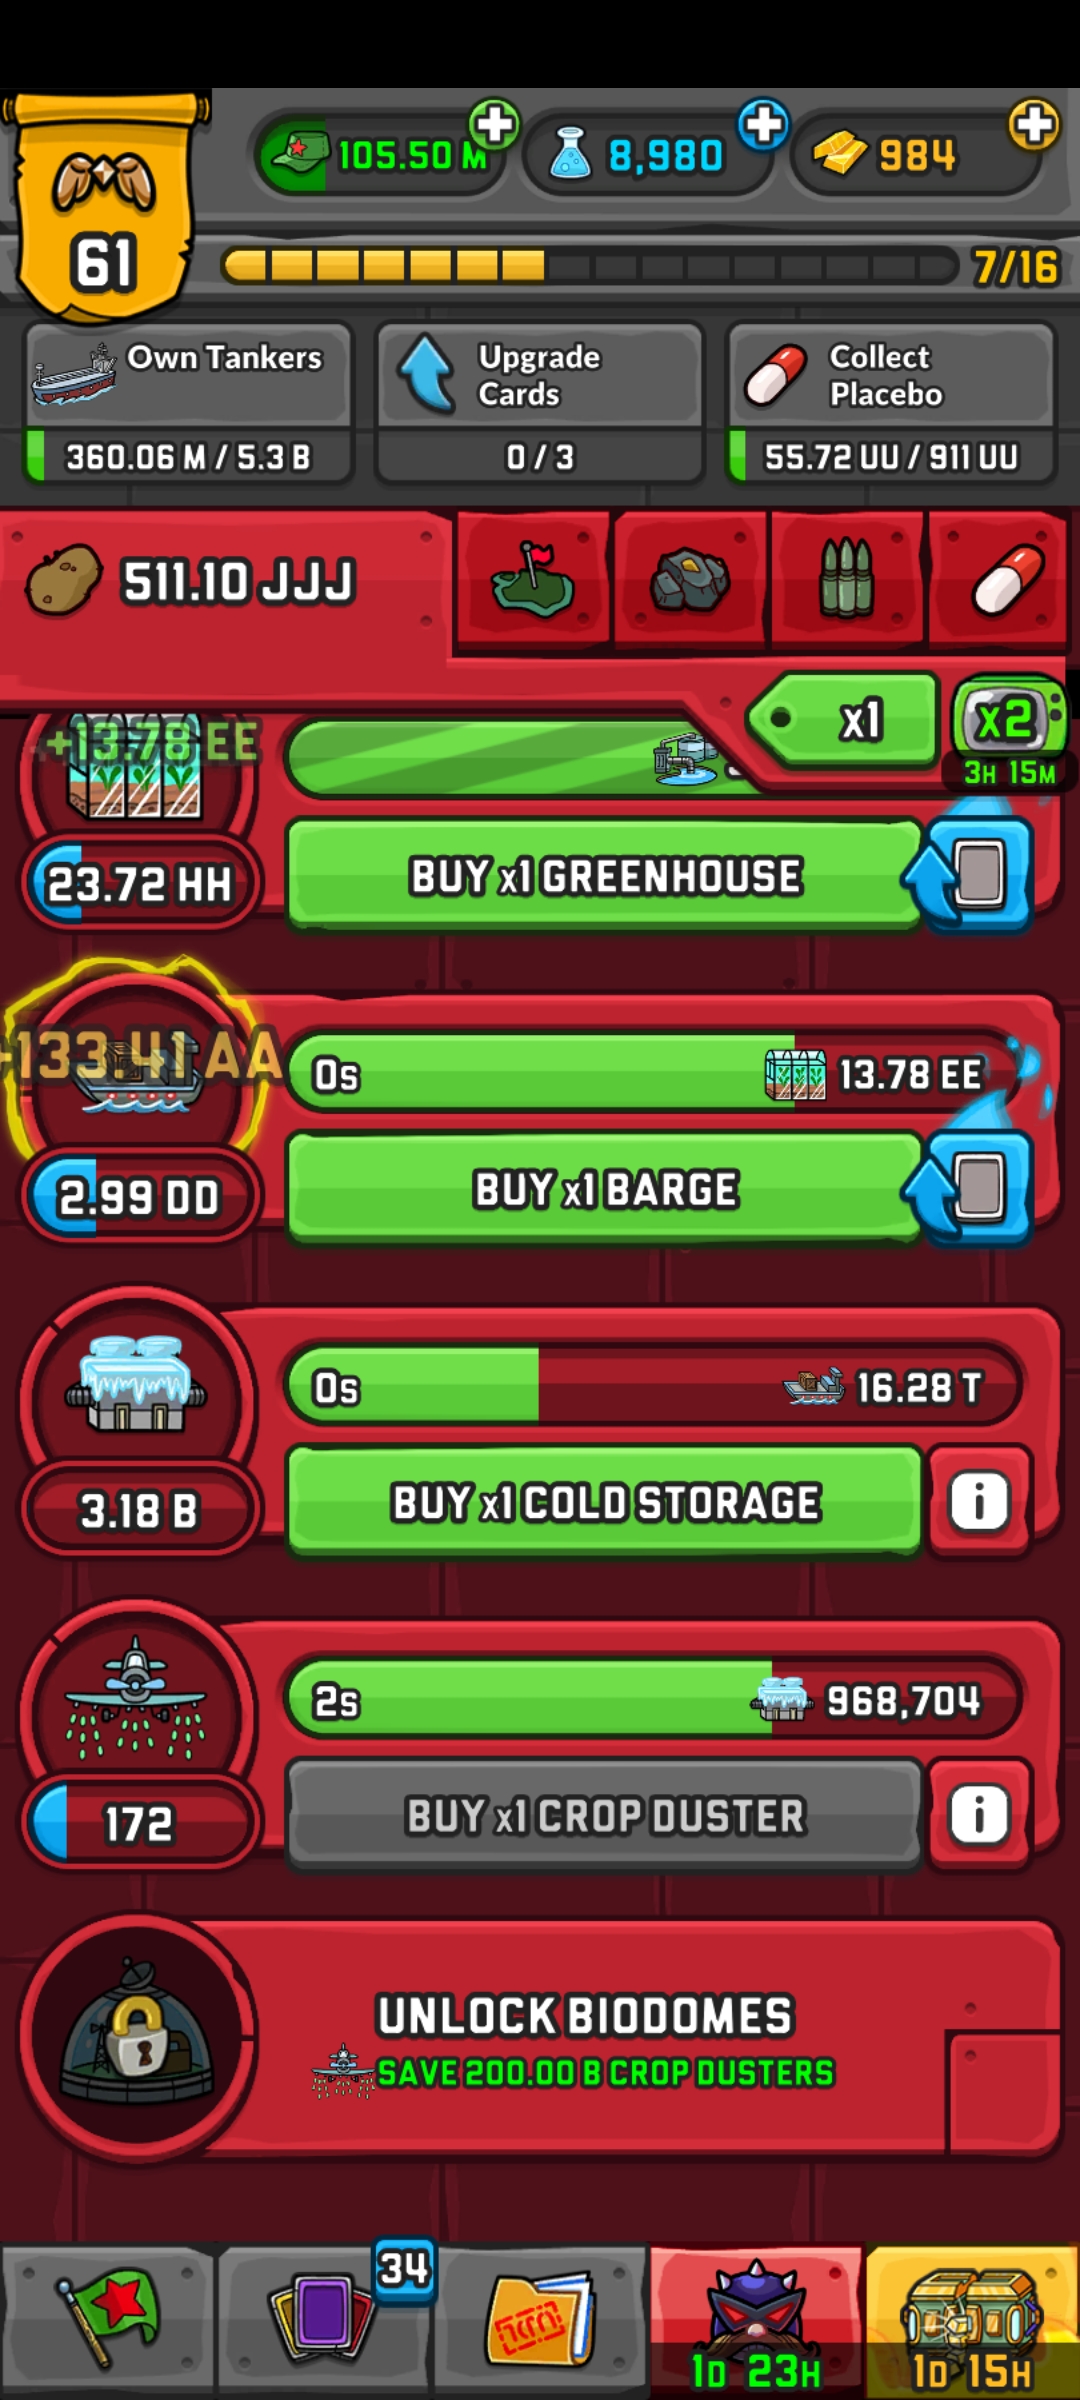 105.50 M
8,980
984
61
7/16
Own Tankers
360.06 M / 5.3 B
Upgrade
Cards
0 / 3
Collect
Placebo
55.72 UU / 911 UU
511.10 JJJ
x1
x2
3H 15M
+13.78 EE
23.72 HH
BUY x1 GREENHOUSE
+133.41 AA
0s
13.78 EE
2.99 DD
BUY x1 BARGE
0s
16.28 T
3.18 B
BUY x1 COLD STORAGE
i
2s
968,704
172
BUY x1 CROP DUSTER
i
UNLOCK BIODOMES
SAVE 200.00 B CROP DUSTERS
34
1D 23H
1D 15H